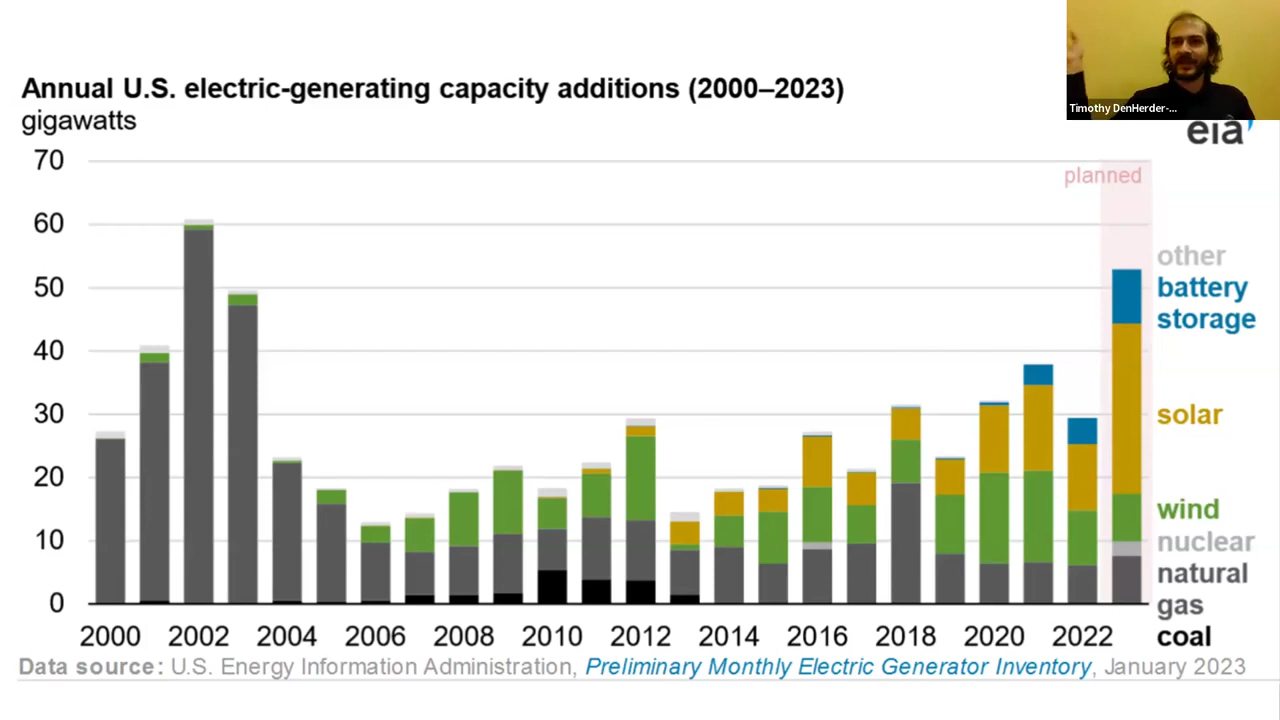 Timothy DenHerder-...
Annual U.S. electric-generating capacity additions (2000–2023)
gigawatts
eia
70
planned
60
other
50
battery
storage
40
30
solar
20
wind
nuclear
10
natural
gas
0
coal
2000 2002 2004 2006 2008 2010 2012 2014 2016 2018 2020 2022
Data source: U.S. Energy Information Administration, Preliminary Monthly Electric Generator Inventory, January 2023